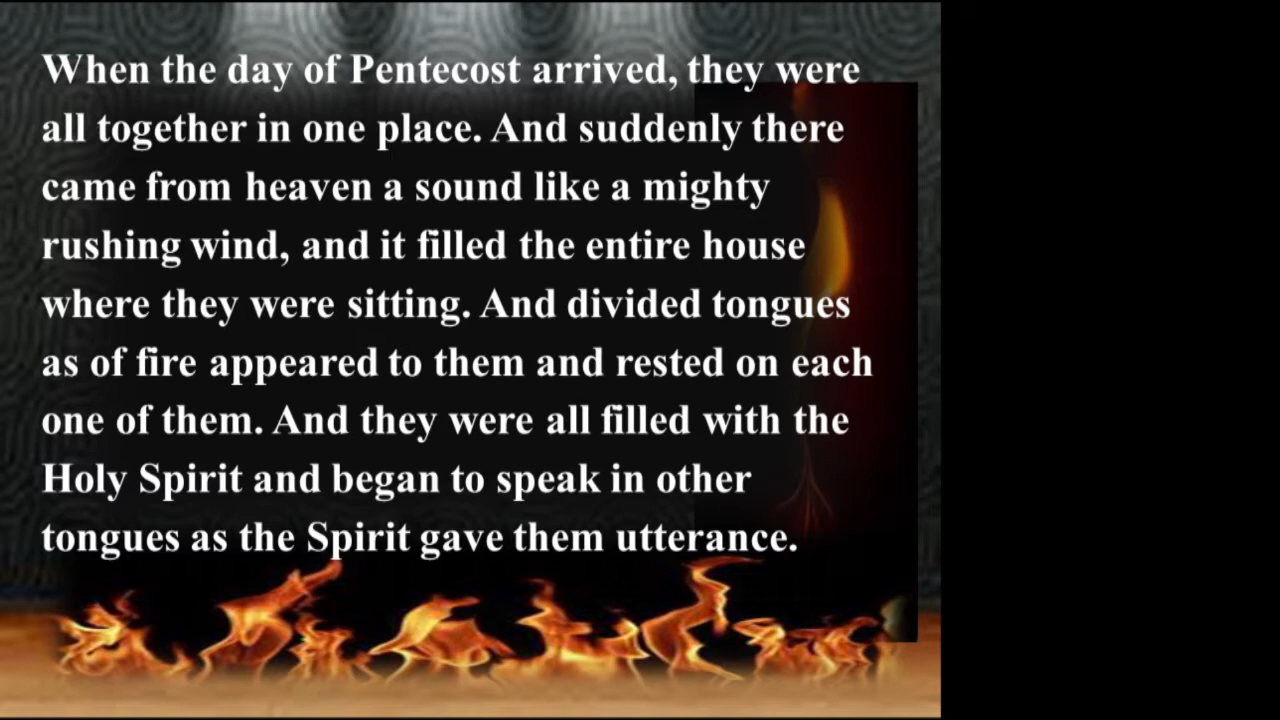 When the day of Pentecost arrived, they were
all together in one place. And suddenly there
came from heaven a sound like a mighty
rushing wind, and it filled the entire house
where they were sitting. And divided tongues
as of fire appeared to them and rested on each
one of them. And they were all filled with the
Holy Spirit and began to speak in other
tongues as the Spirit gave them utterance.